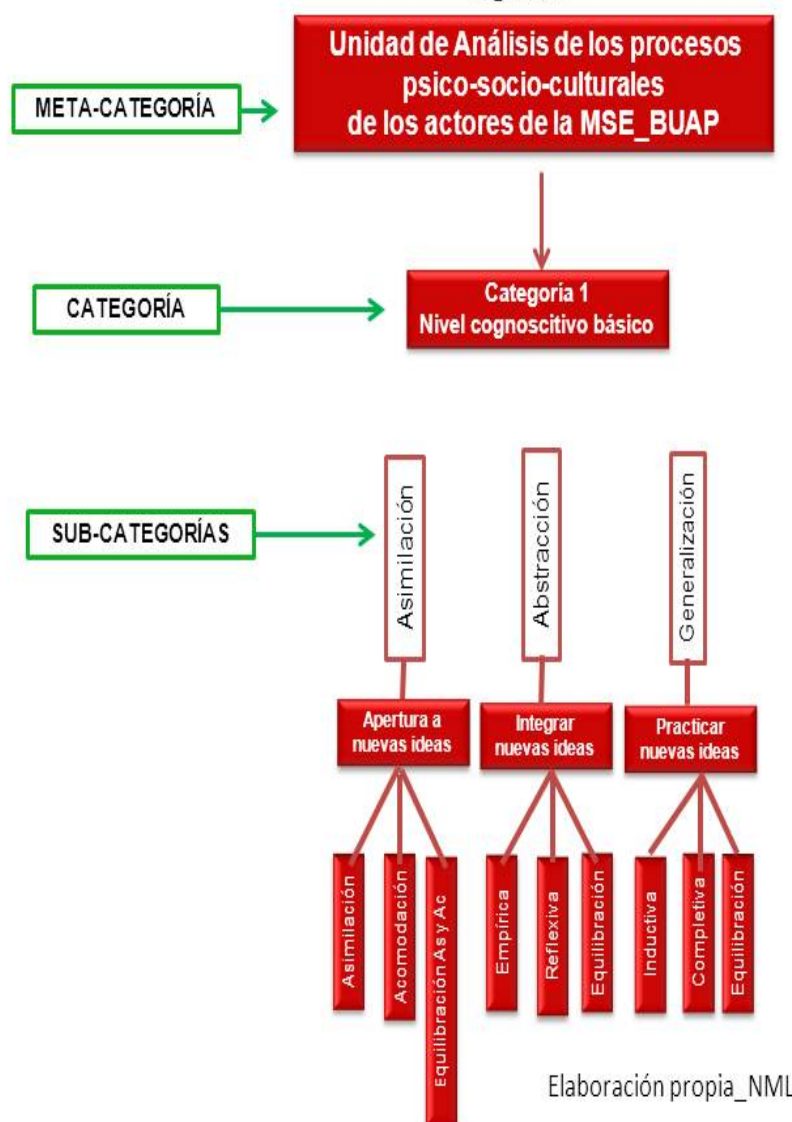 Unidad de Análisis de los procesos
psico-socio-culturales
de los actores de la MSE_BUAP
META-CATEGORÍA
CATEGORÍA
Categoría 1
Nivel cognoscitivo básico
SUB-CATEGORÍAS
Asimilación
Abstracción
Generalización
Apertura a
nuevas ideas
Integrar
nuevas ideas
Practicar
nuevas ideas
Asimilación
Acomodación
Equilibración As y Ac
Empírica
Reflexiva
Equilibración
Inductiva
Completiva
Equilibración
Elaboración propia_NML